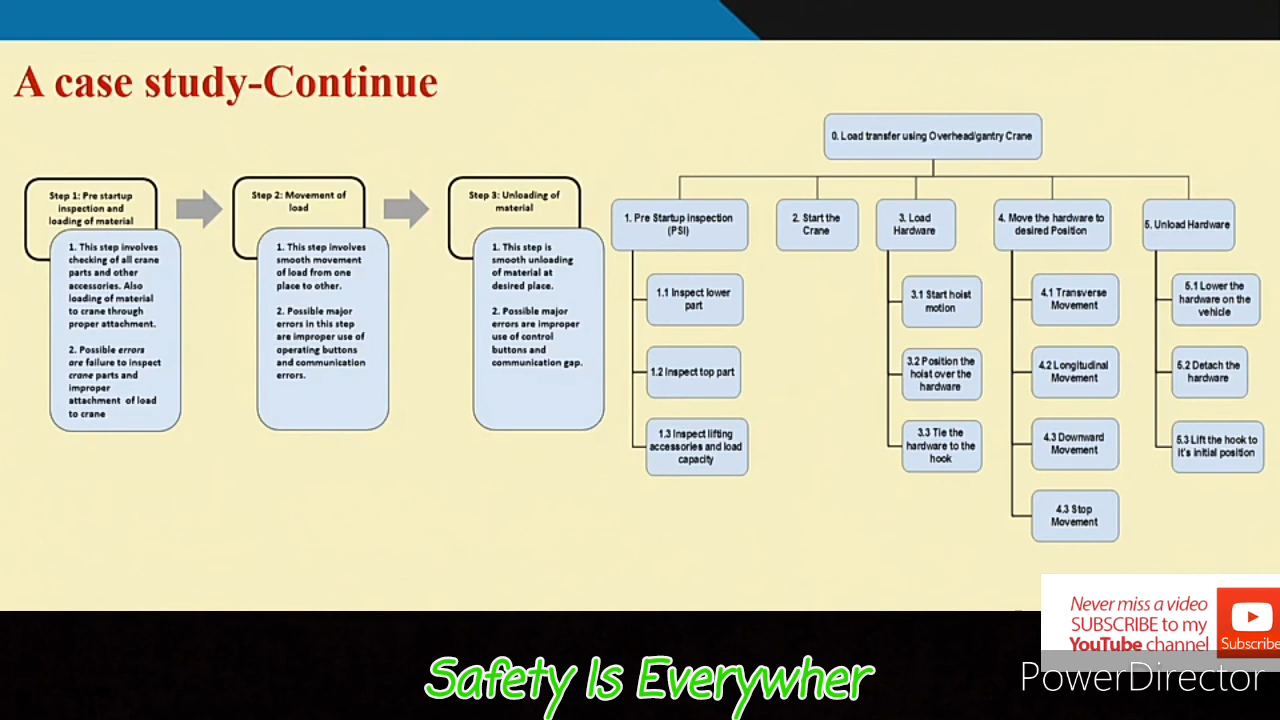 A case study-Continue
Step 1: Pre startup
inspection and
loading of material
1. This step involves
checking of all crane
parts and other
accessories. Also
loading of material
to crane through
proper attachment.
2. Possible errors
are failure to inspect
crane parts and
improper
attachment of load
to crane
Step 2: Movement of
load
1. This step involves
smooth movement
of load from one
place to other.
2. Possible major
errors in this step
are improper use of
operating buttons
and communication
errors.
Step 3: Unloading of
material
1. This step is
smooth unloading
of material at
desired place.
2. Possible major
errors are improper
use of control
buttons and
communication gap.
0. Load transfer using Overhead/gantry Crane
1. Pre Startup inspection
(PSI)
1.1 Inspect lower
part
1.2 Inspect top part
1.3 Inspect lifting
accessories and load
capacity
2. Start the
Crane
3. Load
Hardware
3.1 Start hoist
motion
3.2 Position the
hoist over the
hardware
3.3 Tie the
hardware to the
hook
4. Move the hardware to
desired Position
4.1 Transverse
Movement
4.2 Longitudinal
Movement
4.3 Downward
Movement
4.3 Stop
Movement
5. Unload Hardware
5.1 Lower the
hardware on the
vehicle
5.2 Detach the
hardware
5.3 Lift the hook to
it's initial position
Never miss a video
SUBSCRIBE to my
YouTube channel
Subscribe
PowerDirector
Safety Is Everywher